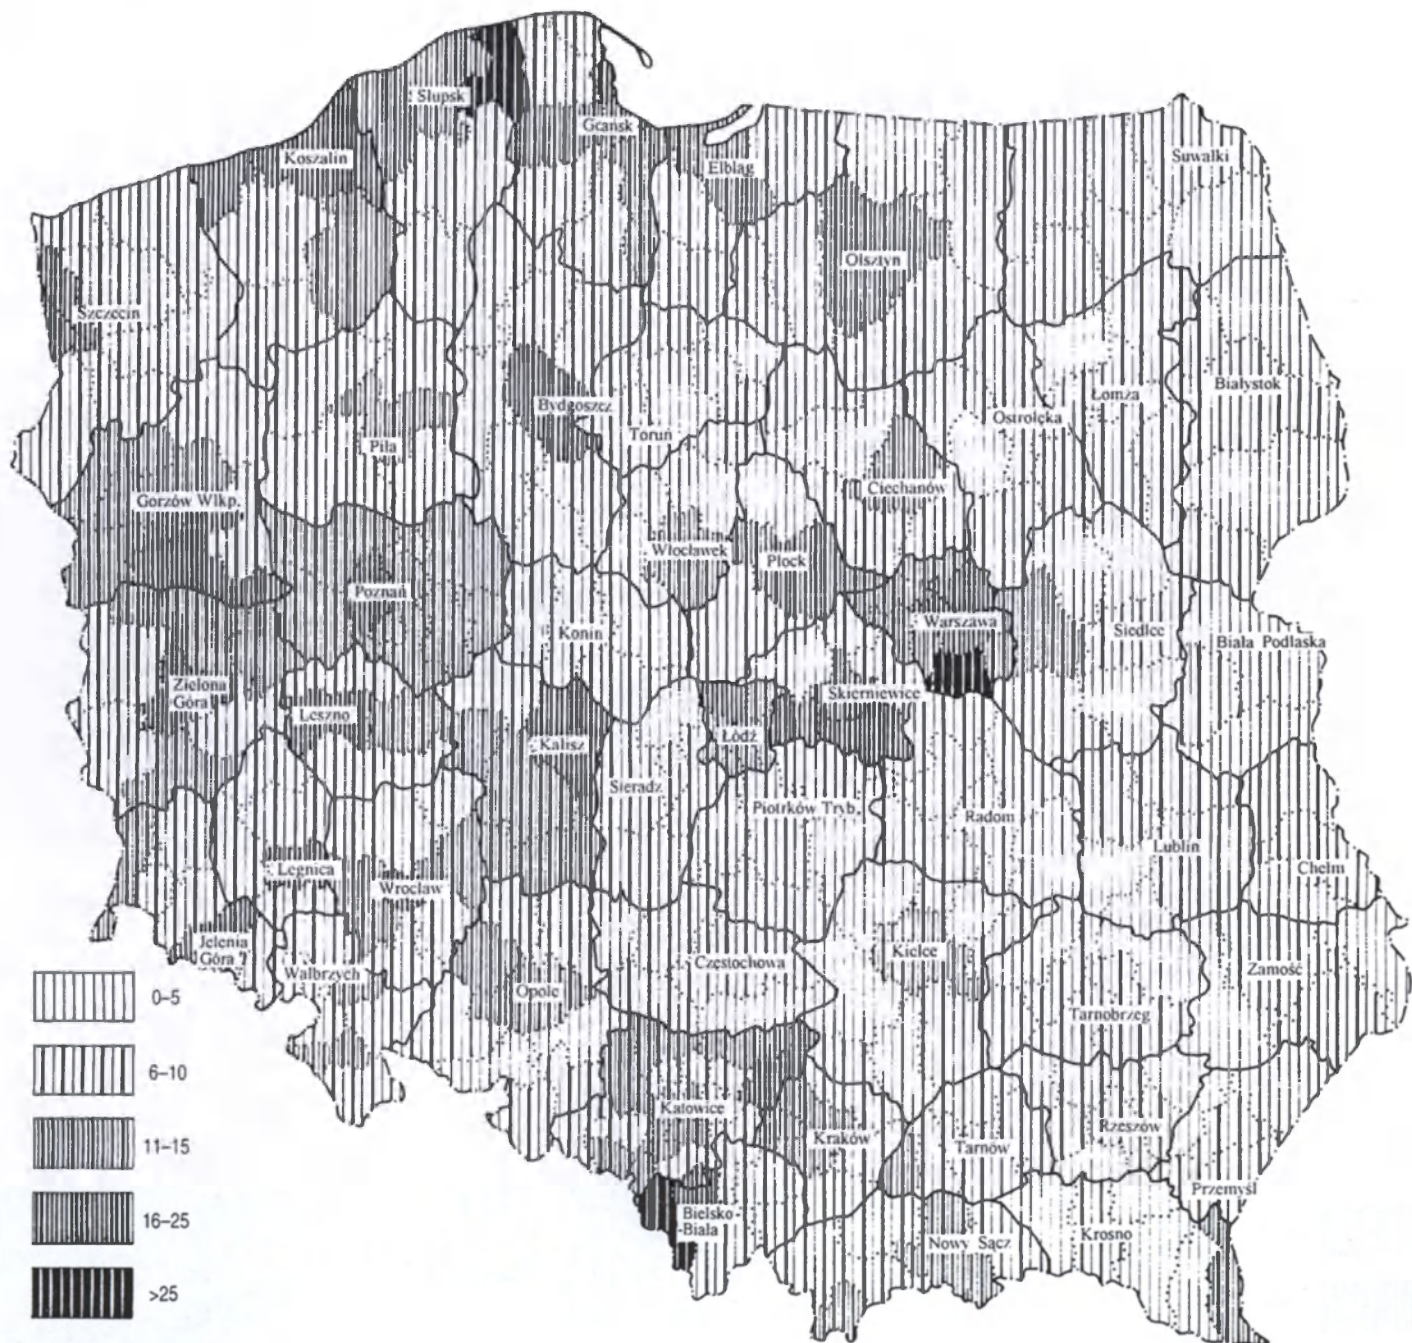 Słupsk
Gcańsk
Koszalin
Elbląg
Suwałki
Olsztyn
Szczecin
Białystok
Łomża
Ostrołęka
Bydgoszcz
Toruń
Piła
Ciechanów
Gorzów Wlkp.
Włocławek
Płock
Poznań
Warszawa
Konin
Siedlce
Biała Podlaska
Zielona
Góra
Leszno
Skierniewice
Kalisz
Łódź
Sieradz
Piotrków Tryb.
Radom
Lublin
Legnica
Wrocław
Chełm
Jelenia
Góra
Wałbrzych
Kielce
Częstochowa
Zamość
Opole
Tarnobrzeg
Katowice
Kraków
Tarnów
Rzeszów
Przemyśl
Bielsko
-Biała
Nowy Sącz
Krosno
0–5
6–10
11–15
16–25
>25